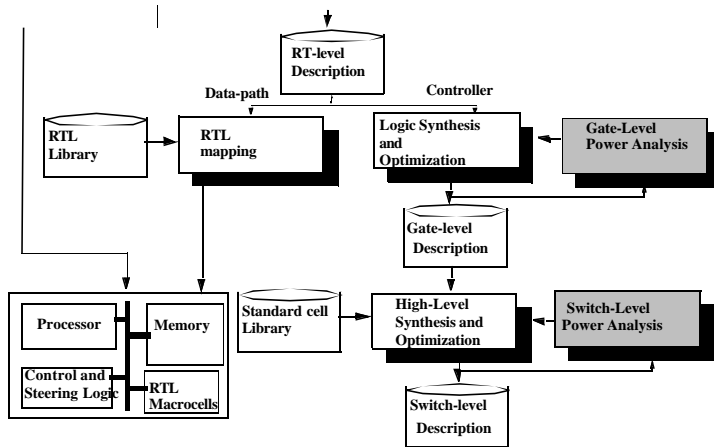 RT-level
Description
Data-path
Controller
RTL
Library
RTL
mapping
Logic Synthesis
and
Optimization
Gate-Level
Power Analysis
Gate-level
Description
Standard cell
Library
High-Level
Synthesis and
Optimization
Switch-Level
Power Analysis
Processor
Memory
Control and
Steering Logic
RTL
Macrocells
Switch-level
Description